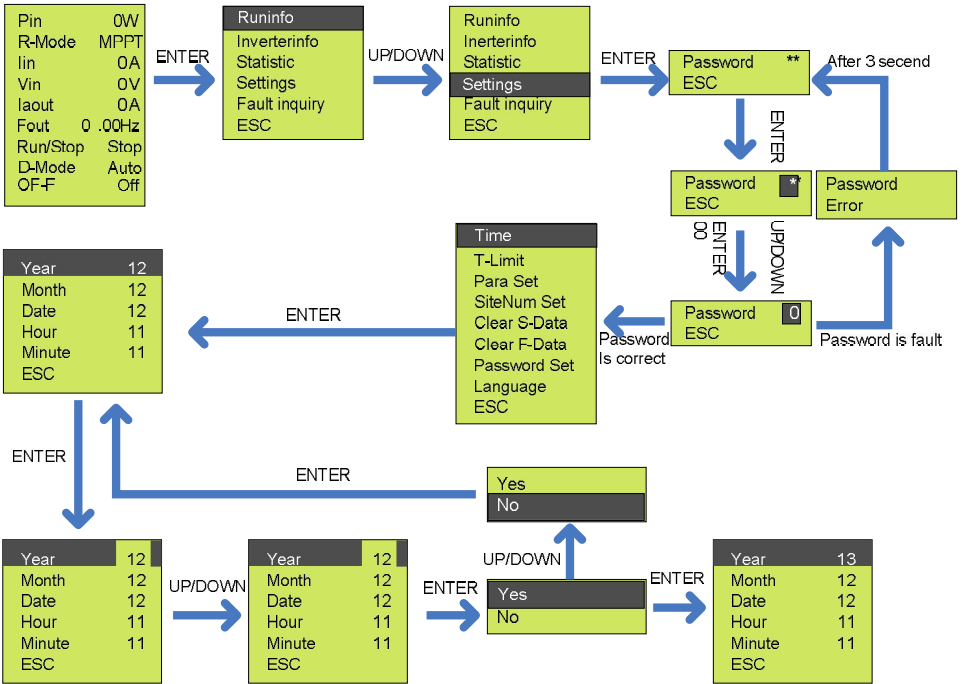 Pin 0W
R-Mode MPPT
Iin 0A
Vin 0V
Iaout 0A
Fout 0 .00Hz
Run/Stop Stop
D-Mode Auto
OF-F Off
ENTER
Runinfo
Inverterinfo
Statistic
Settings
Fault inquiry
ESC
UP/DOWN
Runinfo
Inerterinfo
Statistic
Settings
Fault inquiry
ESC
ENTER
Password **
ESC
After 3 secend
ENTER
Password **
ESC
Password
Error
UP/DOWN
ENTER
00
Password 0
ESC
Password is fault
Password
Is correct
Time
T-Limit
Para Set
SiteNum Set
Clear S-Data
Clear F-Data
Password Set
Language
ESC
ENTER
Year 12
Month 12
Date 12
Hour 11
Minute 11
ESC
ENTER
ENTER
Yes
No
Year 12
Month 12
Date 12
Hour 11
Minute 11
ESC
UP/DOWN
Year 12
Month 12
Date 12
Hour 11
Minute 11
ESC
ENTER
UP/DOWN
Yes
No
ENTER
Year 13
Month 12
Date 12
Hour 11
Minute 11
ESC